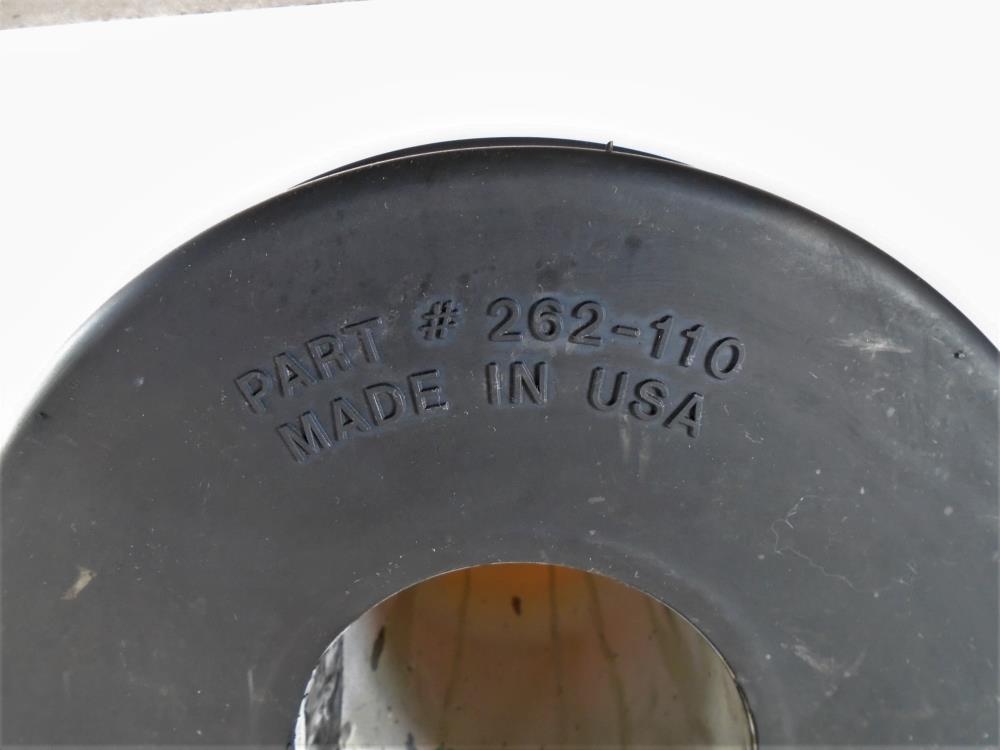 PART # 262-110
MADE IN USA